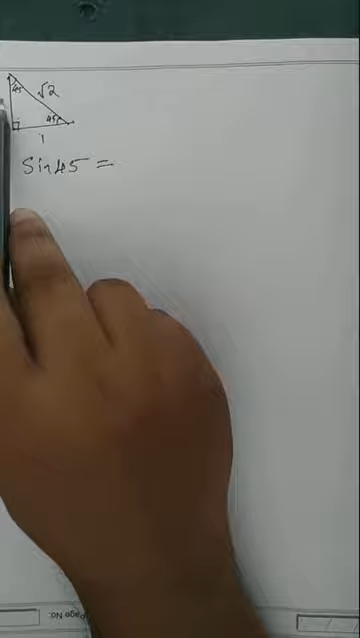 45
√2
45
1
Sin45 =
Page No: